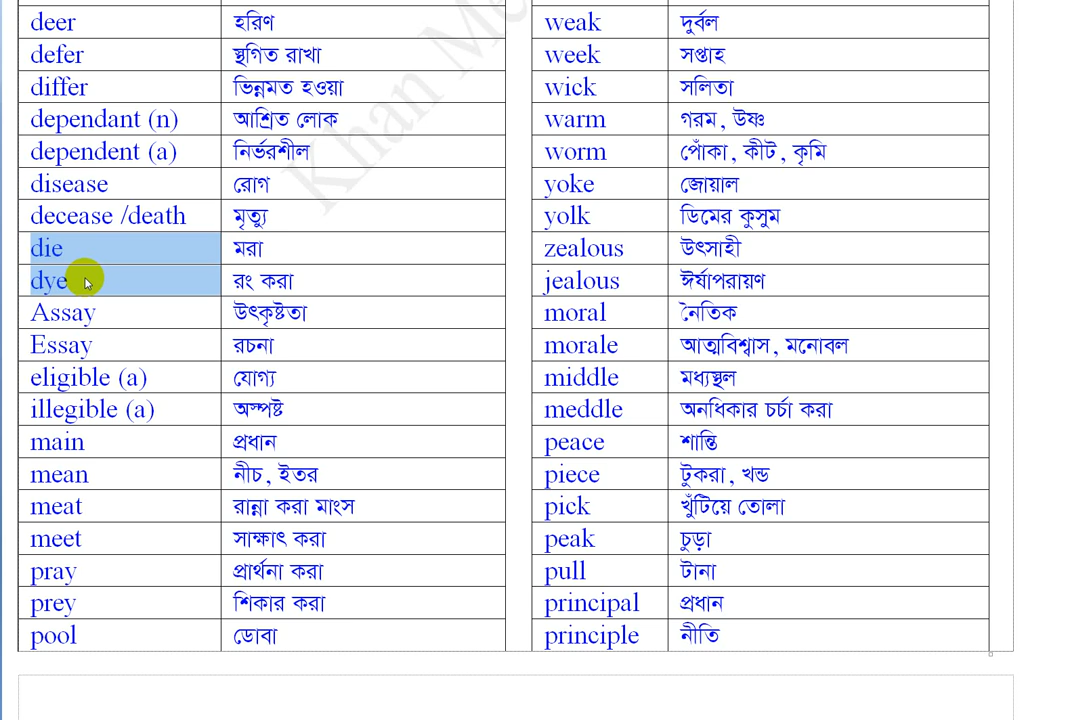 deer হরিণ weak দুর্বল
defer স্থগিত রাখা week সপ্তাহ
differ ভিন্নমত হওয়া wick সলিতা
dependant (n) আশ্রিত লোক warm গরম, উষ্ণ
dependent (a) নির্ভরশীল worm পোঁকা, কীট, কৃমি
disease রোগ yoke জোয়াল
decease /death মৃত্যু yolk ডিমের কুসুম
die মরা zealous উৎসাহী
dye রং করা jealous ঈর্ষাপরায়ণ
Assay উৎকৃষ্টতা moral নৈতিক
Essay রচনা morale আত্মবিশ্বাস, মনোবল
eligible (a) যোগ্য middle মধ্যস্থল
illegible (a) অস্পষ্ট meddle অনধিকার চর্চা করা
main প্রধান peace শান্তি
mean নীচ, ইতর piece টুকরা, খন্ড
meat রান্না করা মাংস pick খুঁটিয়ে তোলা
meet সাক্ষাৎ করা peak চুড়া
pray প্রার্থনা করা pull টানা
prey শিকার করা principal প্রধান
pool ডোবা principle নীতি
Khan Me